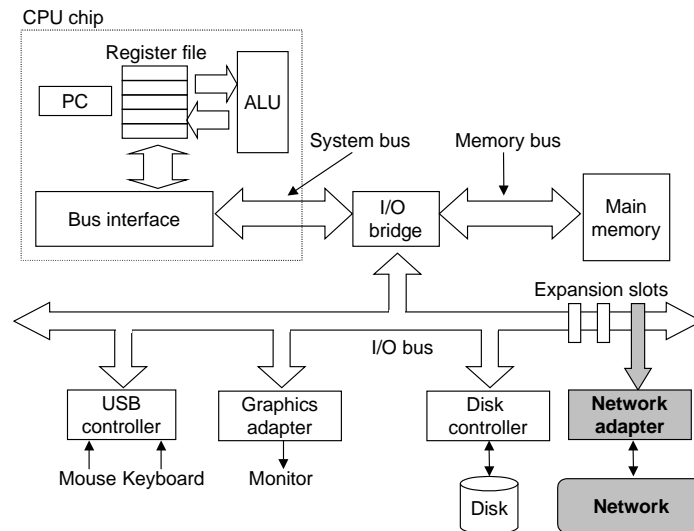 CPU chip
Register file
PC
ALU
System bus
Memory bus
Bus interface
I/O
bridge
Main
memory
Expansion slots
I/O bus
USB
controller
Graphics
adapter
Disk
controller
Network
adapter
Mouse Keyboard
Monitor
Disk
Network